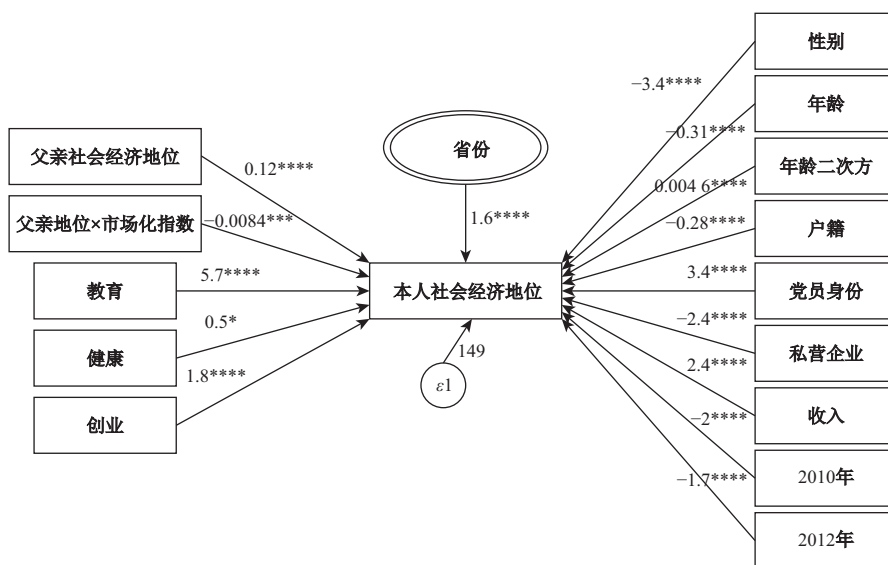 性别
−3.4****
年龄
−0.31****
省份
父亲社会经济地位
0.12****
年龄二次方
0.004 6****
父亲地位×市场化指数
−0.0084***
1.6****
户籍
−0.28****
教育
5.7****
本人社会经济地位
3.4****
党员身份
0.5*
−2.4****
健康
149
私营企业
1.8****
ε1
2.4****
收入
创业
−2****
2010年
−1.7****
2012年